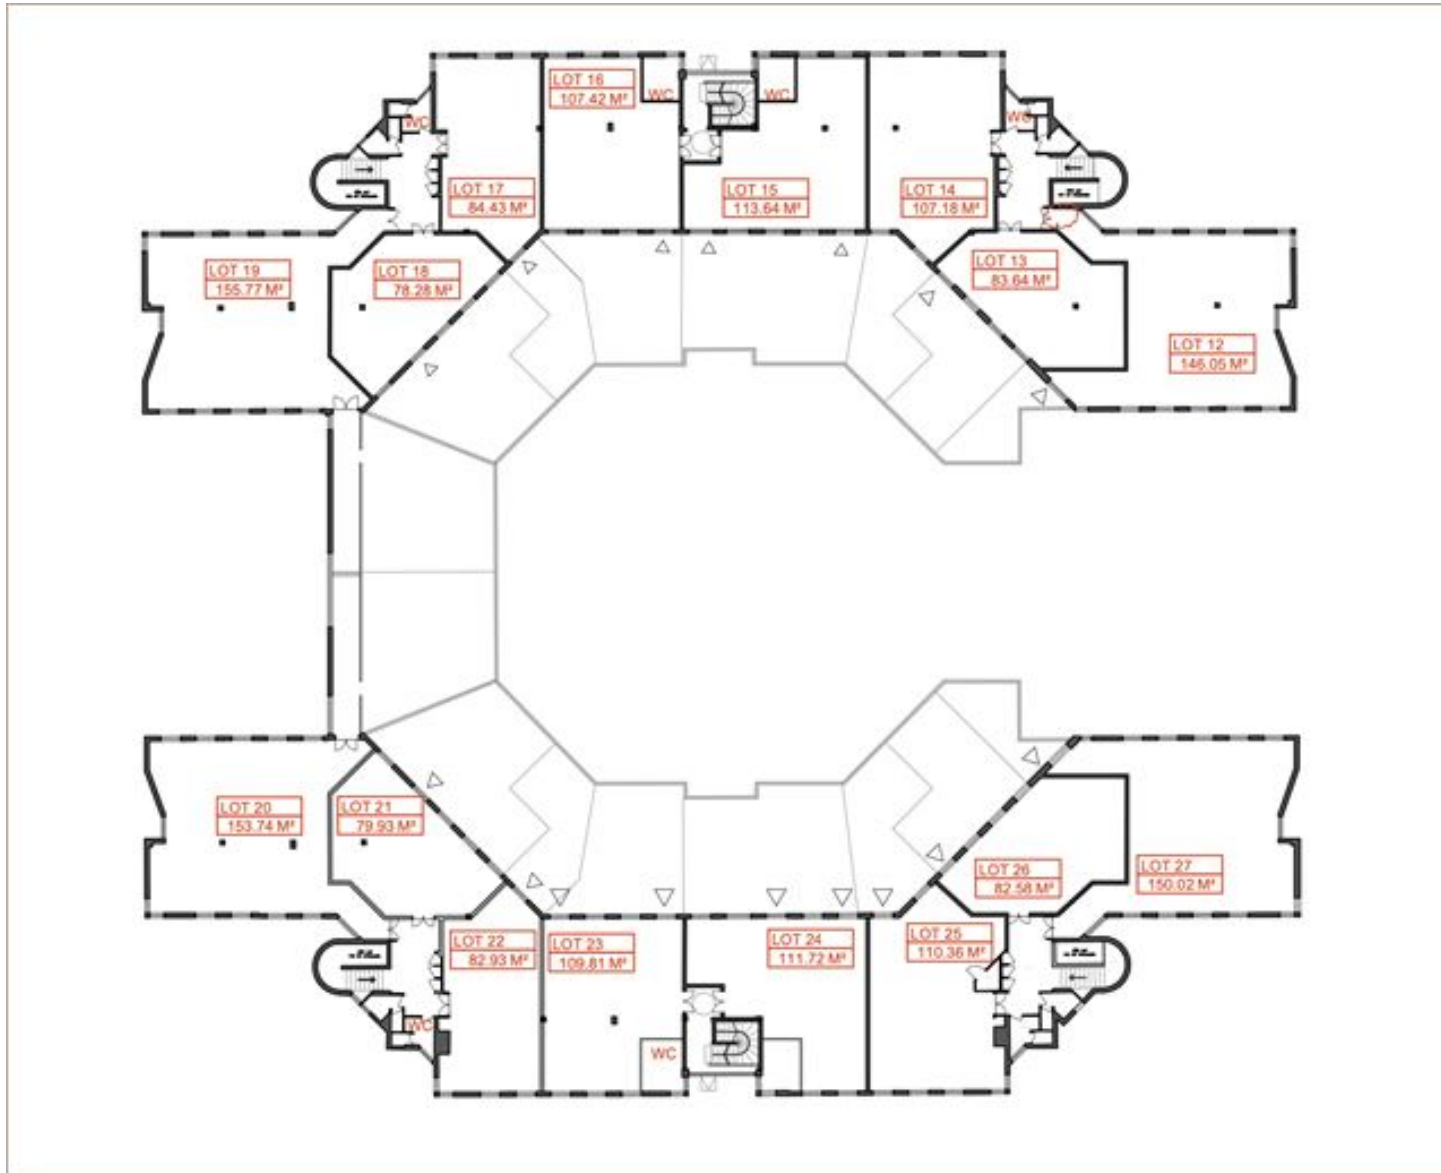 LOT 16
107.42 M²
WC
WC
WC
WC
LOT 17
84.43 M²
LOT 15
113.64 M²
LOT 14
107.18 M²
LOT 19
155.77 M²
LOT 18
78.28 M²
LOT 13
83.64 M²
LOT 12
146.05 M²
LOT 20
153.74 M²
LOT 21
79.93 M²
LOT 26
82.58 M²
LOT 27
150.02 M²
LOT 22
82.93 M²
LOT 23
109.81 M²
LOT 24
111.72 M²
LOT 25
110.36 M²
WC
WC